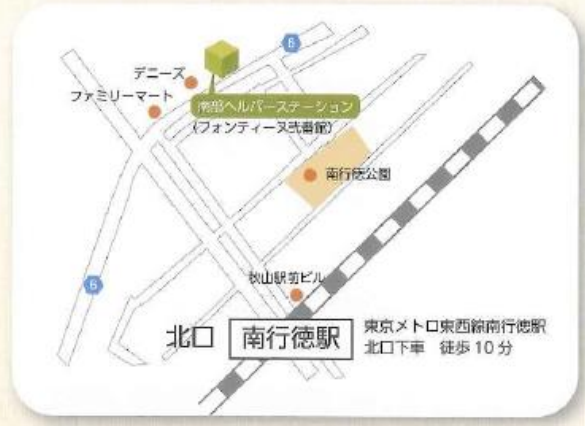 6
デニーズ
ファミリーマート
南部ヘルパーステーション
(フォンティーヌ弐番館)
南行徳公園
6
秋山駅前ビル
北口 南行徳駅
東京メトロ東西線南行徳駅
北口下車 徒歩10分